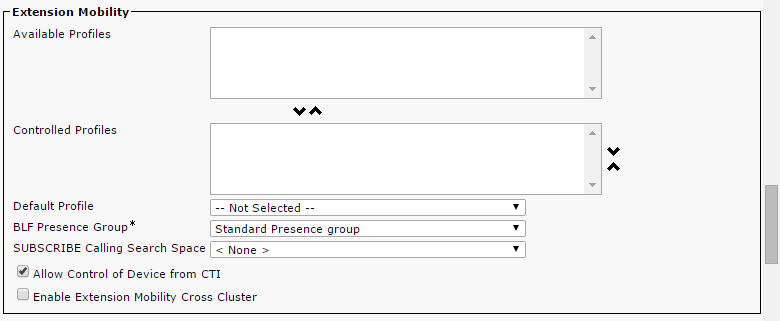 Extension Mobility
Available Profiles
Controlled Profiles
Default Profile -- Not Selected --
BLF Presence Group* Standard Presence group
SUBSCRIBE Calling Search Space < None >
Allow Control of Device from CTI
Enable Extension Mobility Cross Cluster